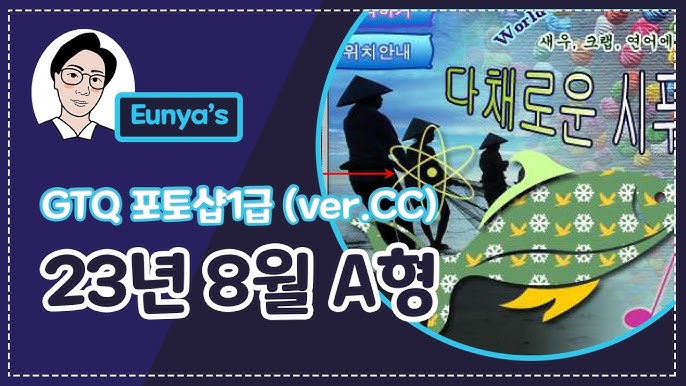 Eunya's
GTQ 포토샵1급 (ver.CC)
23년 8월 A형
위치안내
World
새우, 크랩, 연어
다채로운 시푸